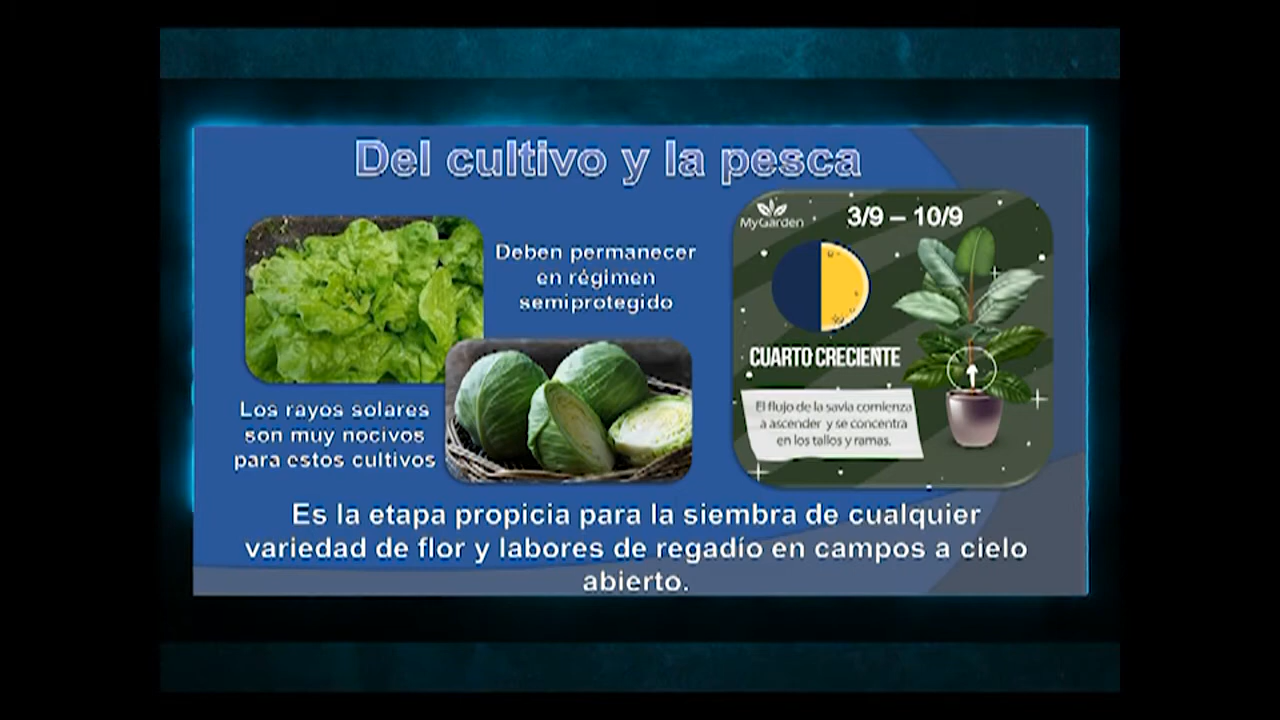 Del cultivo y la pesca
Deben permanecer
en régimen
semiprotegido
Los rayos solares
son muy nocivos
para estos cultivos
MyGarden
3/9 – 10/9
CUARTO CRECIENTE
El flujo de la savia comienza
a ascender y se concentra
en los tallos y ramas.
Es la etapa propicia para la siembra de cualquier
variedad de flor y labores de regadío en campos a cielo
abierto.